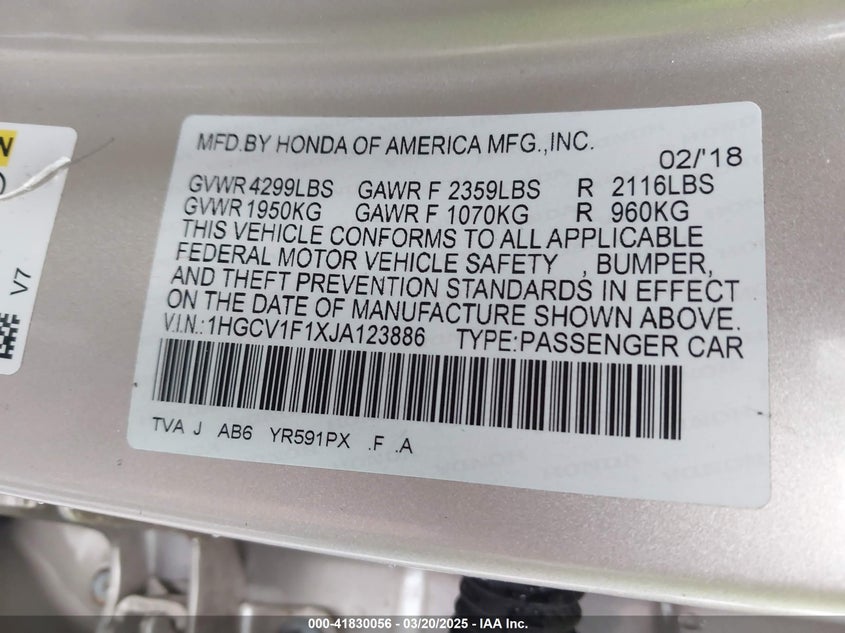 MFD.BY HONDA OF AMERICA MFG.,INC. 02/'18
GVWR 4299LBS GAWR F 2359LBS R 2116LBS
GVWR 1950KG GAWR F 1070KG R 960KG
THIS VEHICLE CONFORMS TO ALL APPLICABLE
FEDERAL MOTOR VEHICLE SAFETY , BUMPER,
AND THEFT PREVENTION STANDARDS IN EFFECT
ON THE DATE OF MANUFACTURE SHOWN ABOVE.
V.I.N.:1HGCV1F1XJA123886 TYPE:PASSENGER CAR
TVA J AB6 YR591PX .F .A
V7
000-41830056 - 03/20/2025 - IAA Inc.